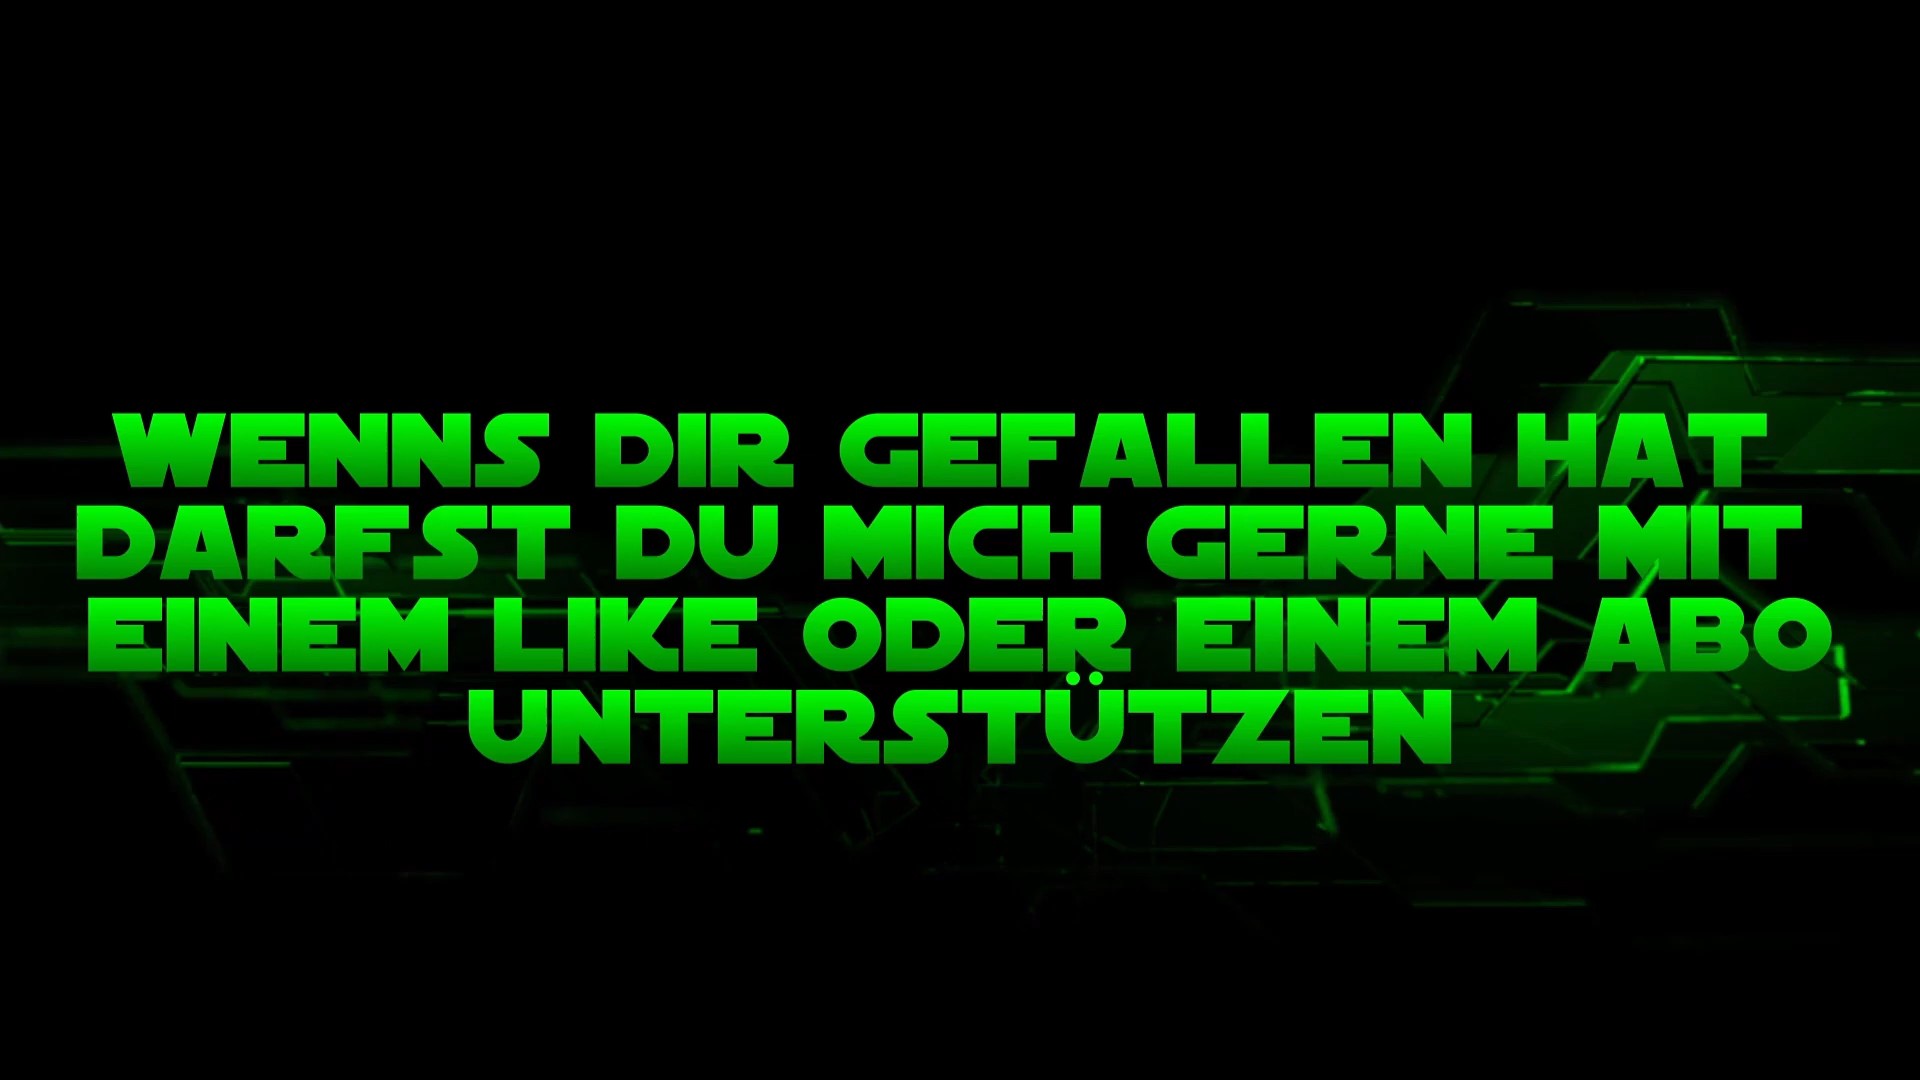 WENNS DIR GEFALLEN HAT
DARFST DU MICH GERNE MIT
EINEM LIKE ODER EINEM ABO
UNTERSTÜTZEN